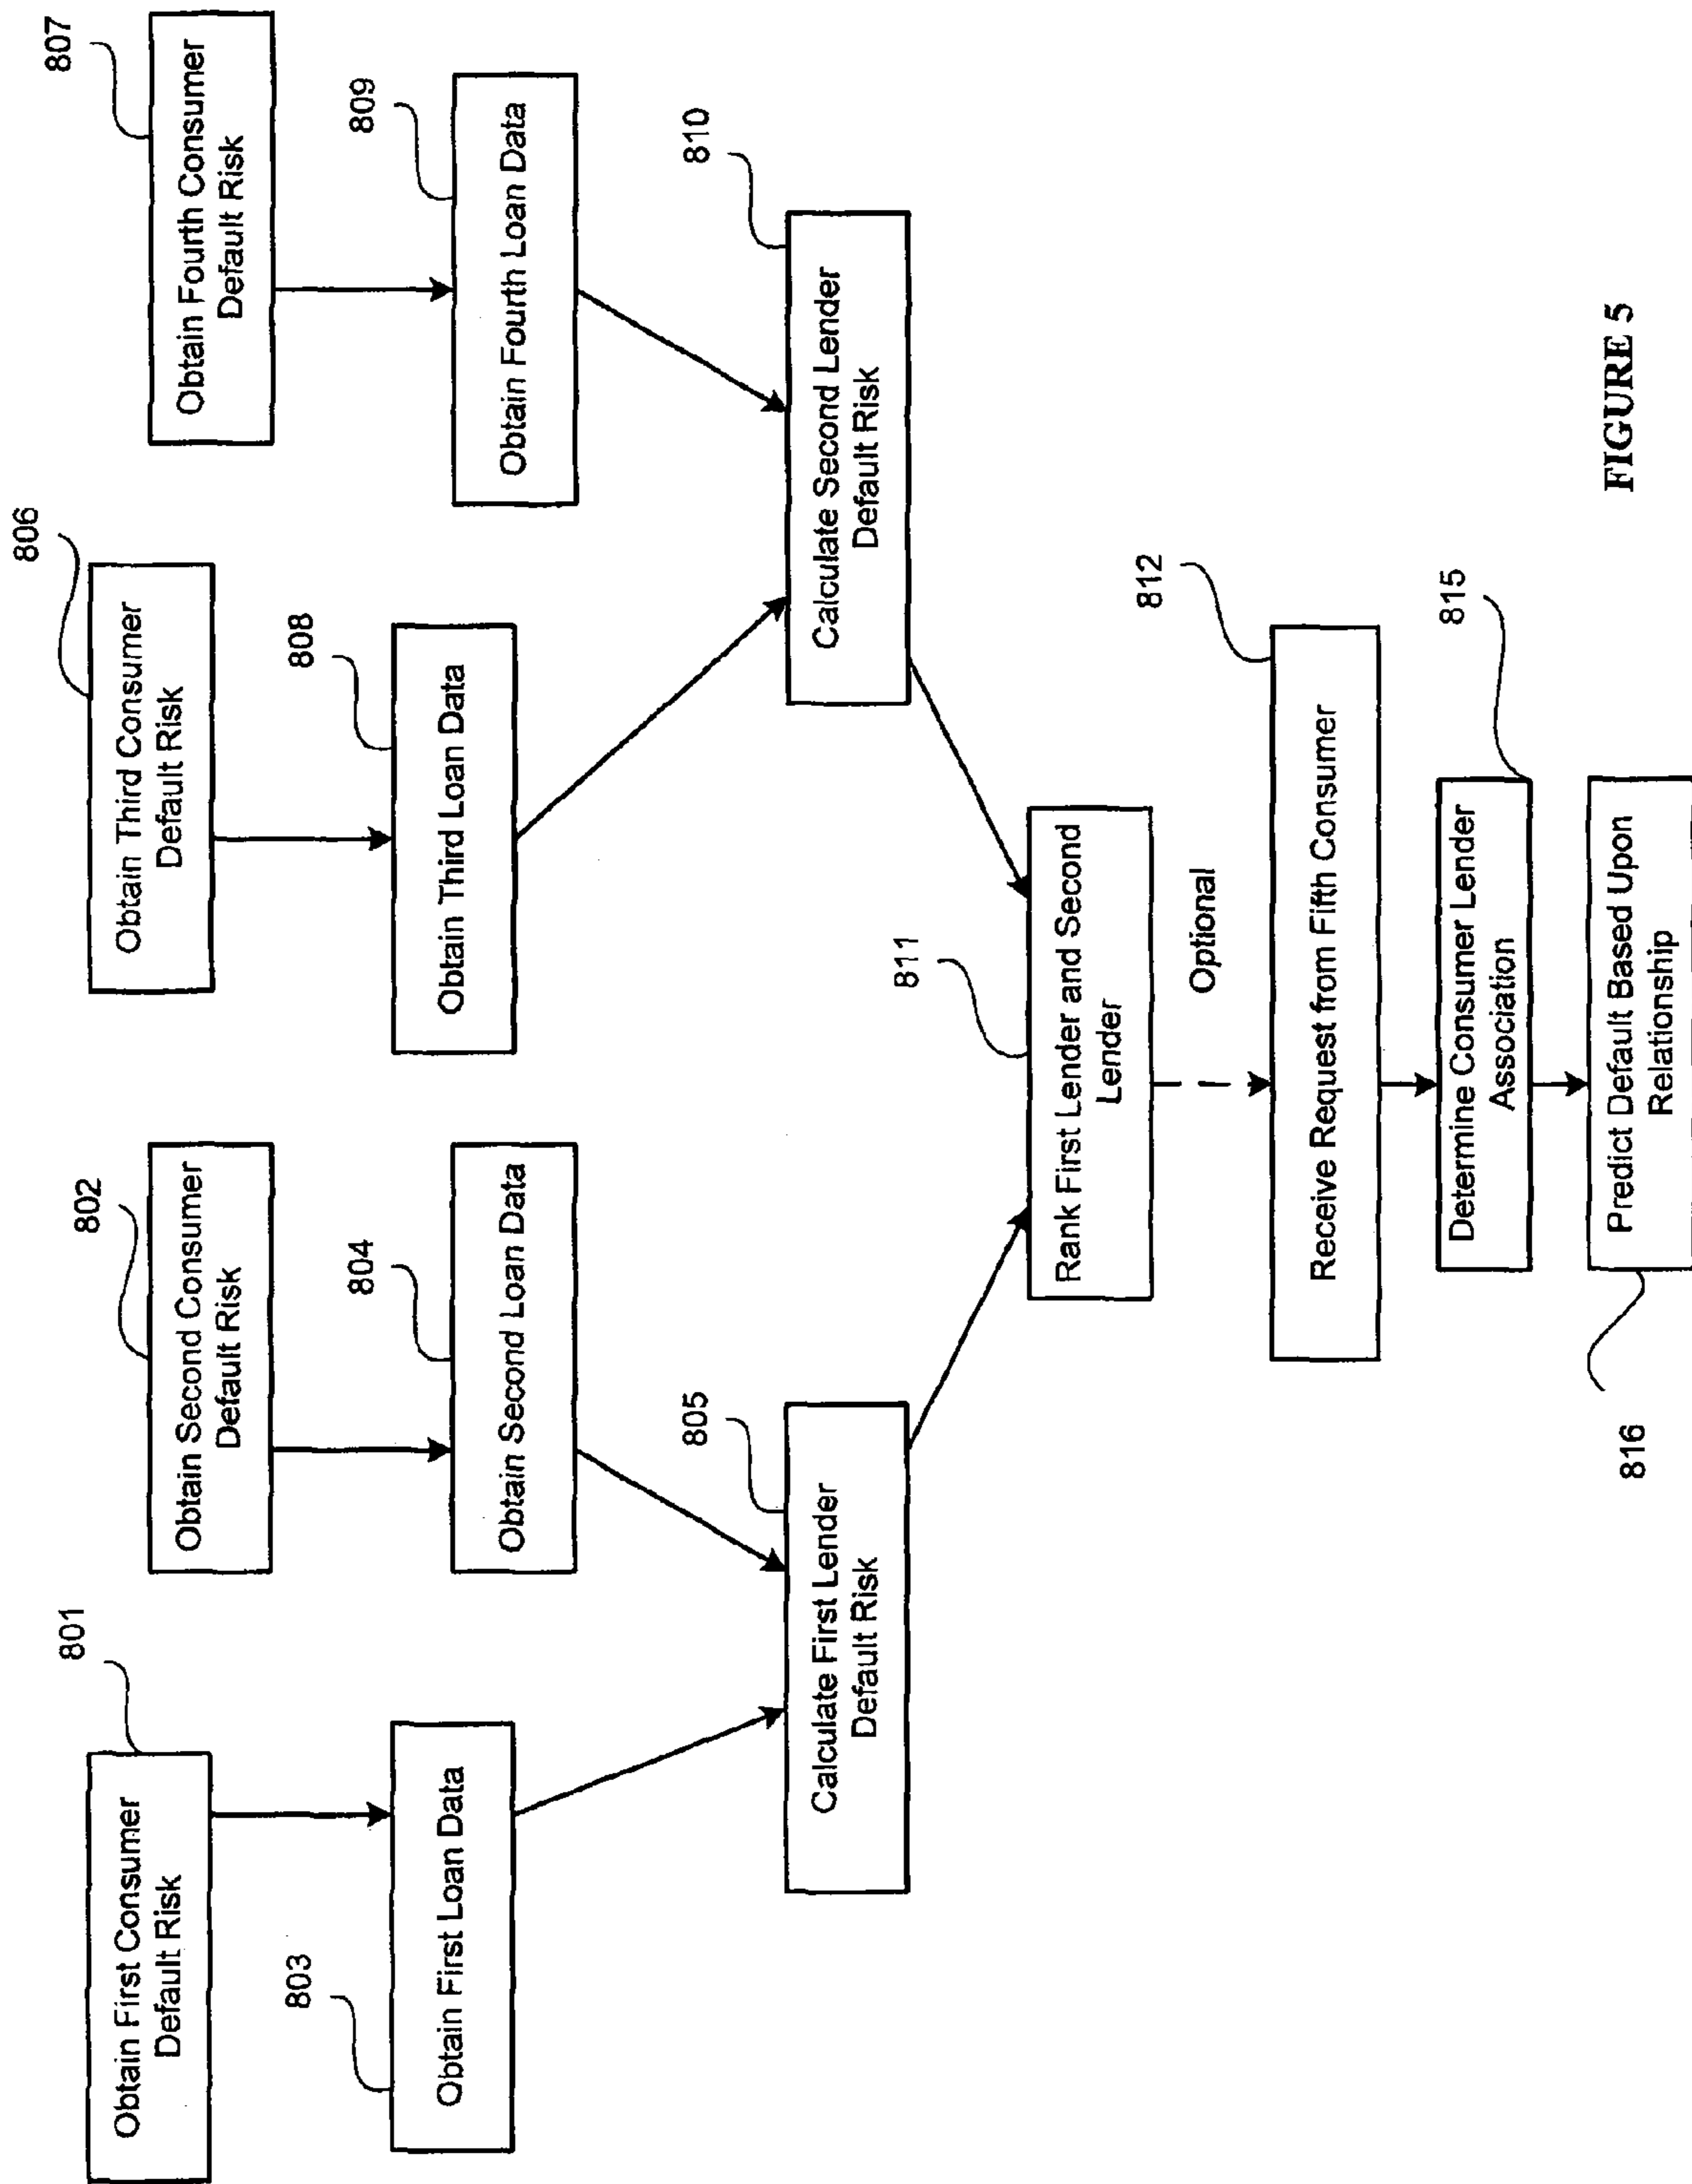 801
Obtain First Consumer
Default Risk
802
Obtain Second Consumer
Default Risk
806
Obtain Third Consumer
Default Risk
807
Obtain Fourth Consumer
Default Risk
803
Obtain First Loan Data
804
Obtain Second Loan Data
808
Obtain Third Loan Data
809
Obtain Fourth Loan Data
805
Calculate First Lender
Default Risk
810
Calculate Second Lender
Default Risk
811
Rank First Lender and Second
Lender
Optional
812
Receive Request from Fifth Consumer
815
Determine Consumer Lender
Association
816
Predict Default Based Upon
Relationship
FIGURE 5